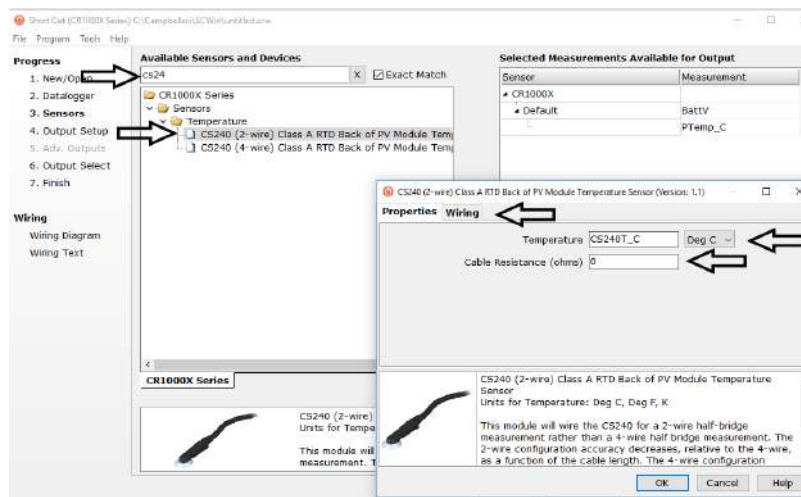 Short Cut (CR1000X Series) C:\Campbellsci\SCWin\untitled.scw
File Program Tools Help
Progress
1. New/Open
2. Datalogger
3. Sensors
4. Output Setup
5. Adv. Outputs
6. Output Select
7. Finish
Wiring
Wiring Diagram
Wiring Text
Available Sensors and Devices
cs24 X Exact Match
CR1000X Series
Sensors
Temperature
CS240 (2-wire) Class A RTD Back of PV Module Temp
CS240 (4-wire) Class A RTD Back of PV Module Temp
CR1000X Series
CS240 (2-wire)
Units for Tempe
This module will
measurement. T
Selected Measurements Available for Output
Sensor Measurement
CR1000X
Default BattV
PTemp_C
CS240 (2-wire) Class A RTD Back of PV Module Temperature Sensor (Version: 1.1)
Properties Wiring
Temperature CS240T_C Deg C
Cable Resistance (ohms) 0
CS240 (2-wire) Class A RTD Back of PV Module Temperature
Sensor
Units for Temperature: Deg C, Deg F, K
This module will wire the CS240 for a 2-wire half-bridge
measurement rather than a 4-wire half bridge measurement. The
2-wire configuration accuracy decreases, relative to the 4-wire,
as a function of the cable length. The 4-wire configuration
OK Cancel Help